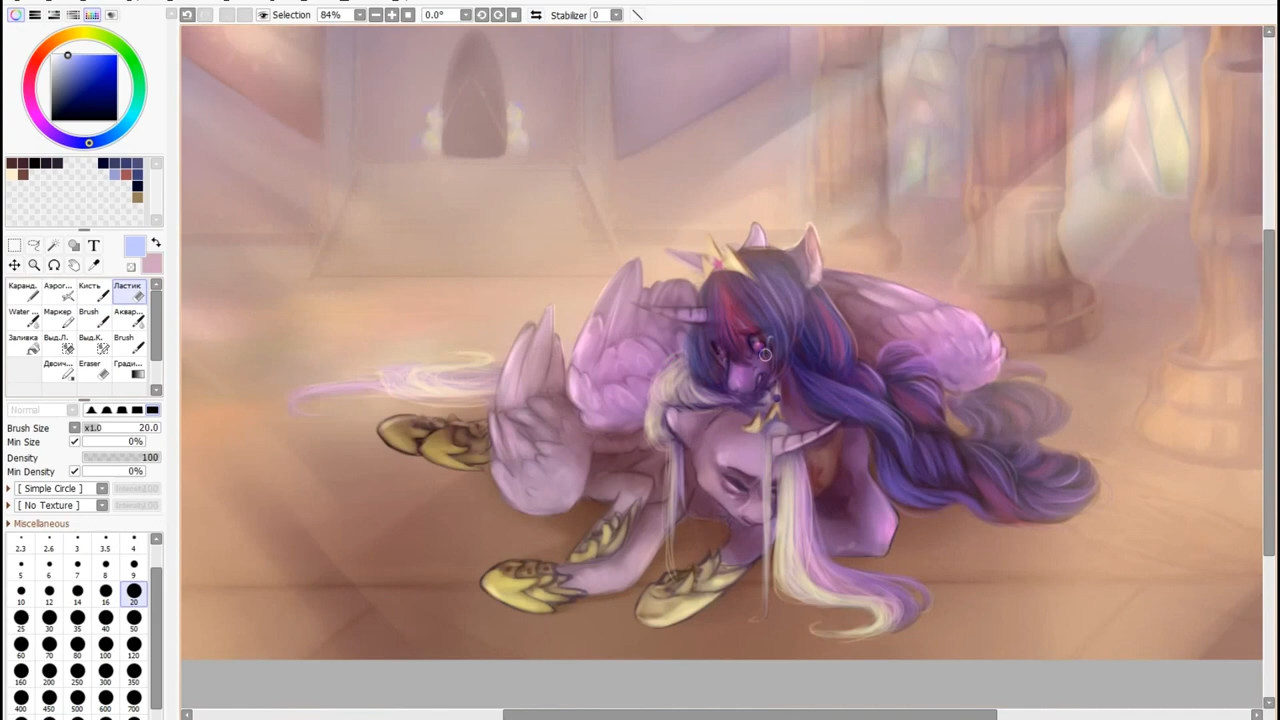 Selection 84% 0.0° Stabilizer 0
T
Каранд. Аэрог... Кисть Ластик
Water ... Маркер Brush Аквар...
Заливка Выд.Л. Выд.К. Brush
Двоич... Eraser Гради...
Normal
Brush Size x1.0 20.0
Min Size 0%
Density 100
Min Density 0%
[ Simple Circle ]
[ No Texture ]
Miscellaneous
2.3 2.6 3 3.5 4
5 6 7 8 9
10 12 14 16 20
25 30 35 40 50
60 70 80 100 120
160 200 250 300 350
400 450 500 600 700